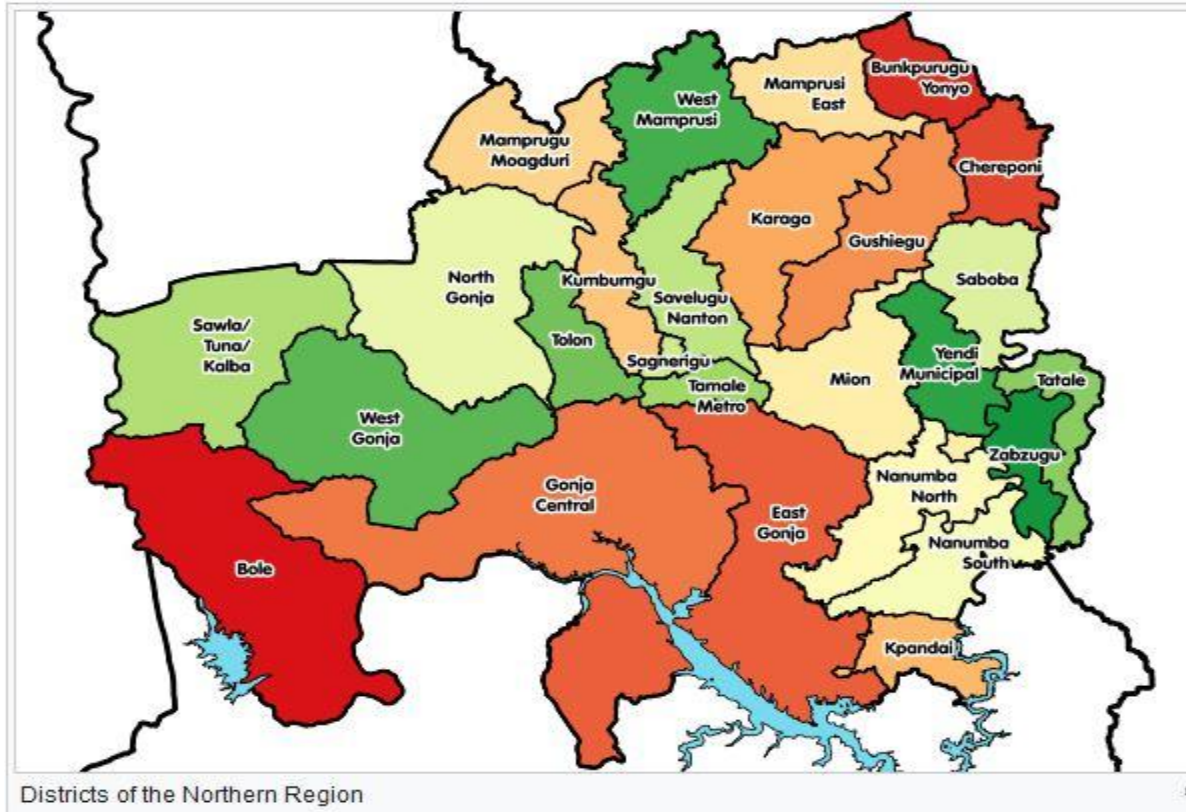 Bunkpurugu
Yonyo
Mamprusi
East
West
Mamprusi
Mamprugu
Moagduri
Chereponi
Karaga
Gushiegu
North
Gonja
Kumbumgu
Savelugu
Nanton
Saboba
Sawla/
Tuna/
Kalba
Tolon
Sagnerigu
Yendi
Municipal
Mion
Tatale
Tamale
Metro
West
Gonja
Zabzugu
Nanumba
North
Gonja
Central
East
Gonja
Nanumba
South
Bole
Kpandai
Districts of the Northern Region